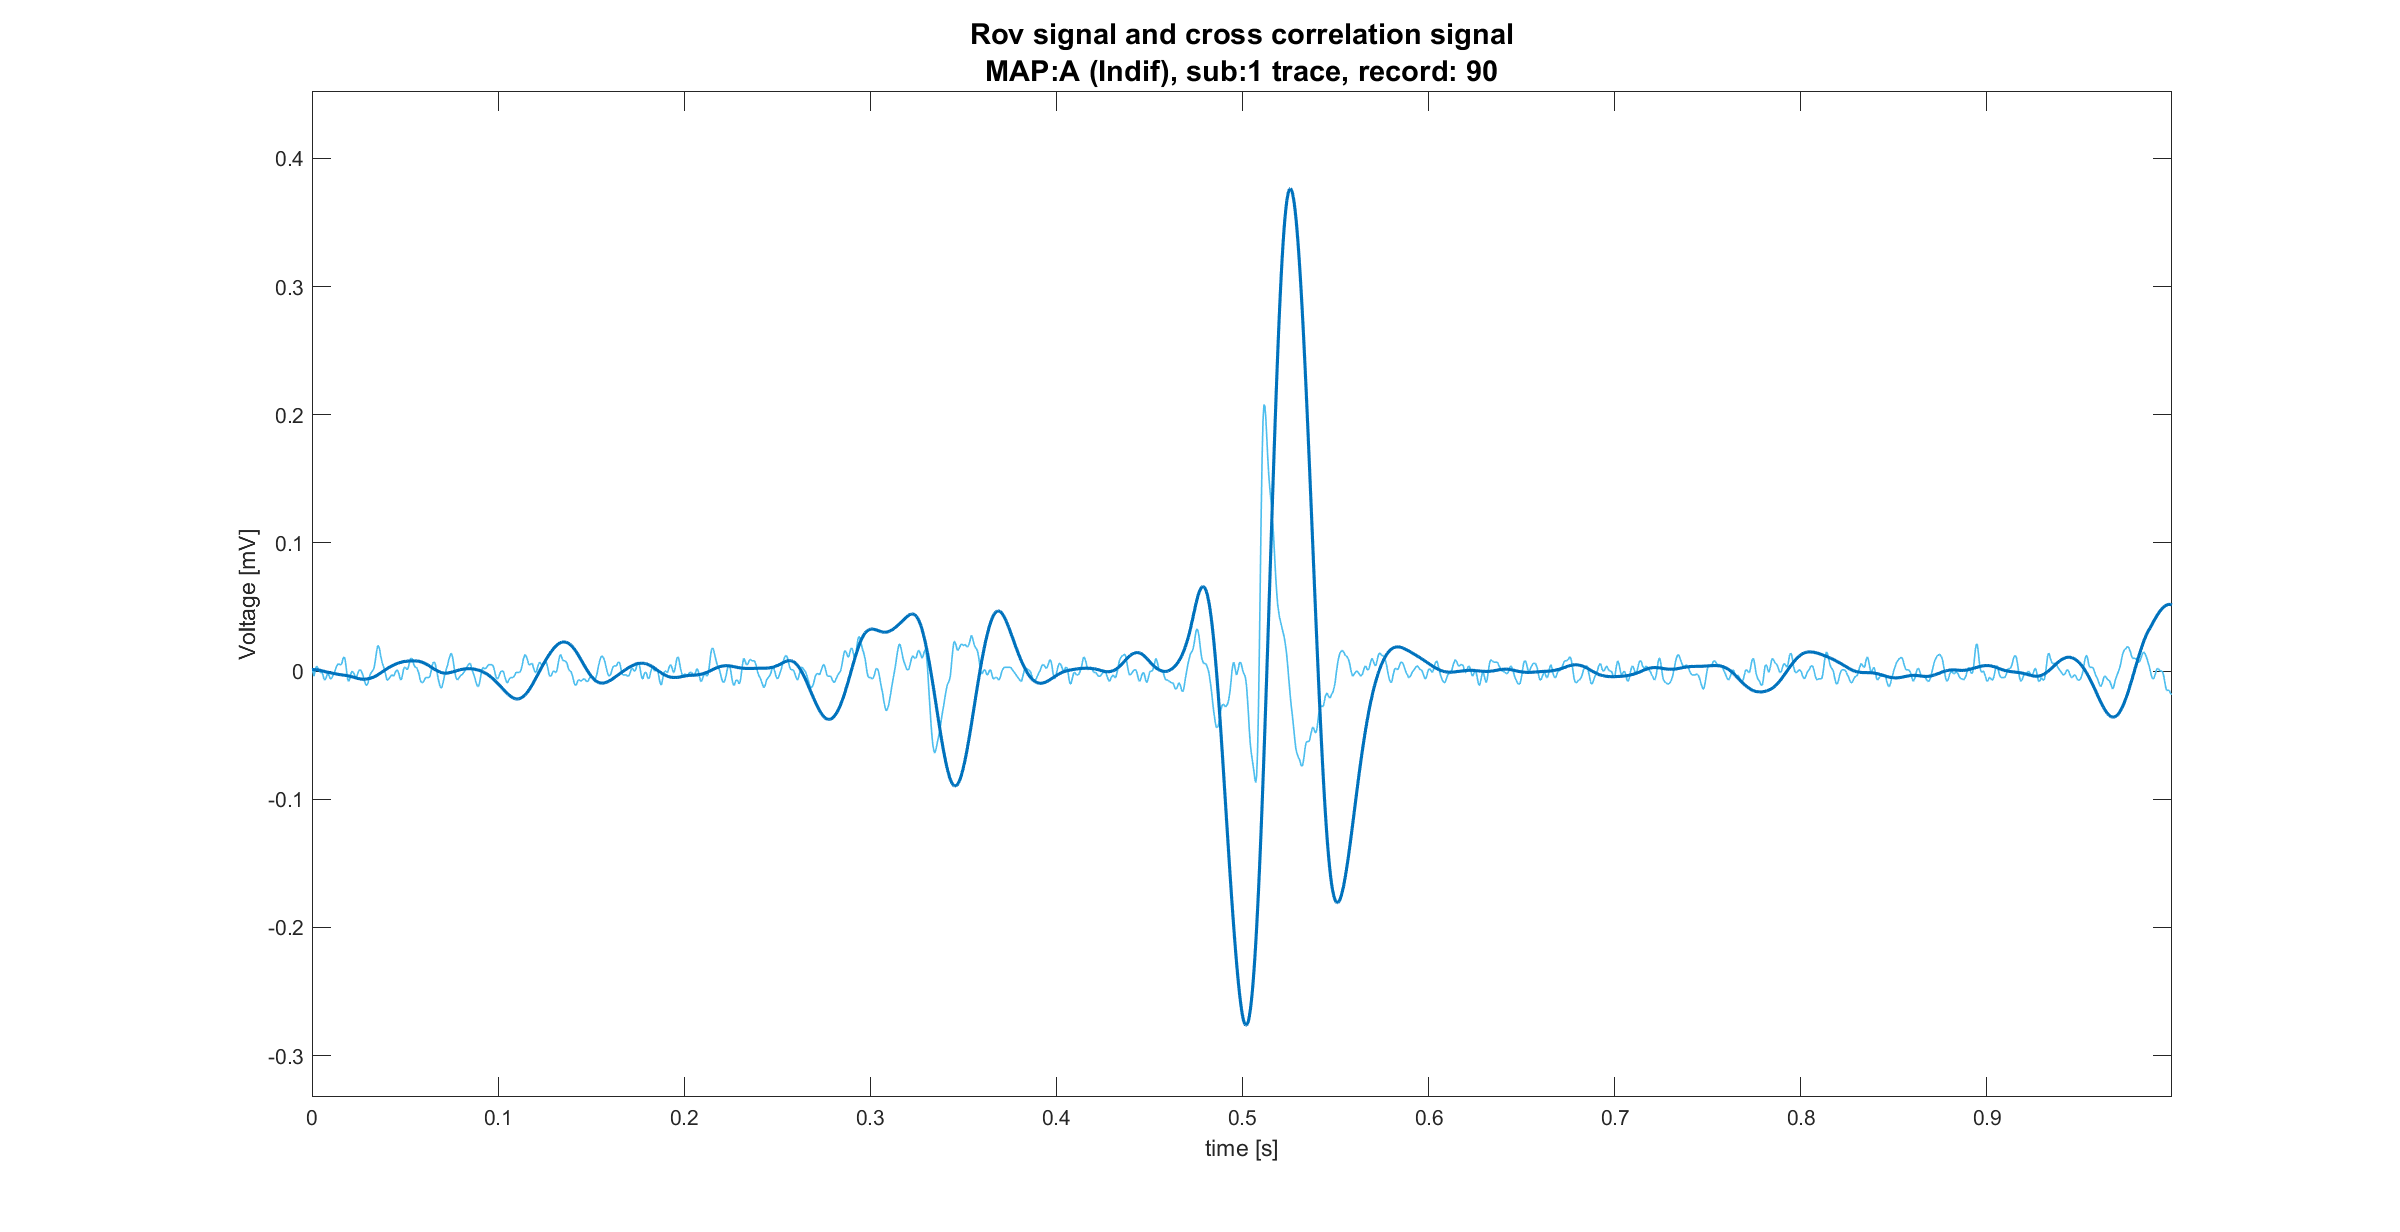 Rov signal and cross correlation signal
MAP:A (Indif), sub:1 trace, record: 90
0.4
0.3
0.2
0.1
0
-0.1
-0.2
-0.3
Voltage [mV]
0 0.1 0.2 0.3 0.4 0.5 0.6 0.7 0.8 0.9
time [s]